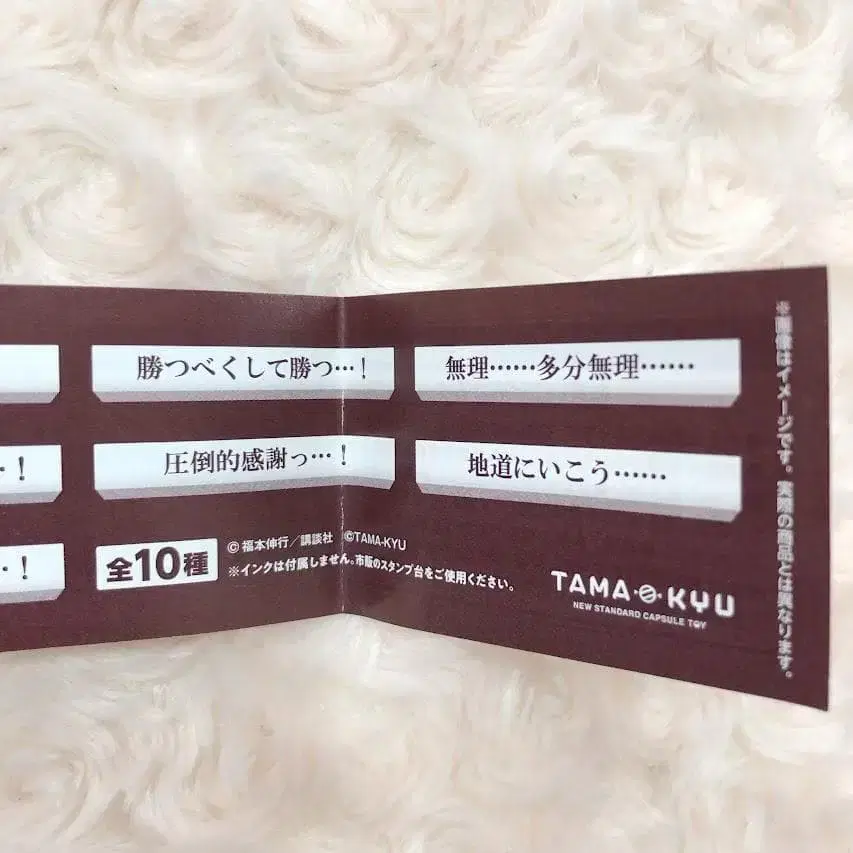 勝つべくして勝つ…！
無理……多分無理……
…！
圧倒的感謝っ…！
地道にいこう……
…！
全10種
©福本伸行／講談社 ©TAMA-KYU
※インクは付属しません。市販のスタンプ台をご使用ください。
TAMA-KYU
NEW STANDARD CAPSULE TOY
※画像はイメージです。実際の商品とは異なります。